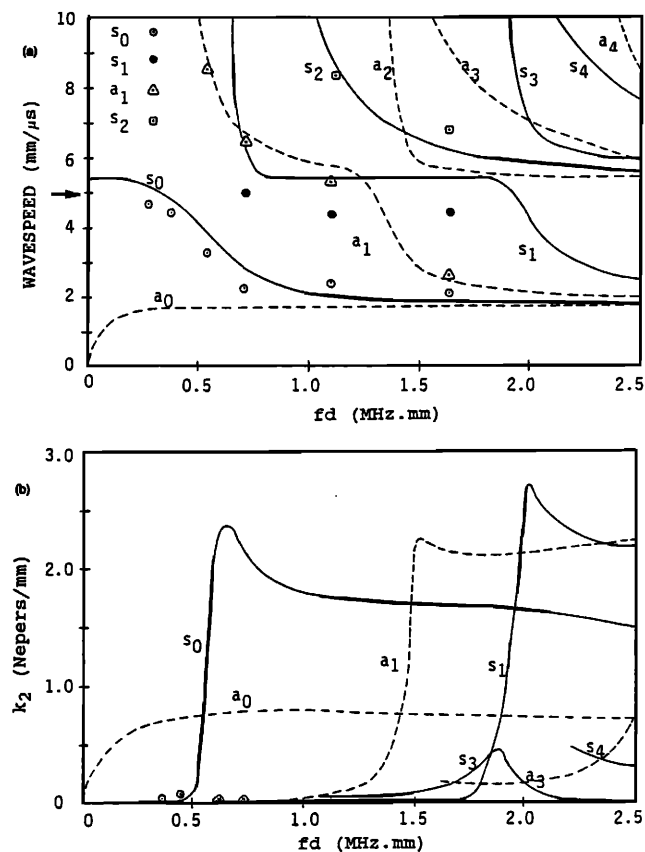 (a)
WAVESPEED (mm/μs)
10
8
6
4
2
0
s0
s1
a1
s2
s0
a0
s2
a2
a3
s3
s4
a4
a1
s1
0 0.5 1.0 1.5 2.0 2.5
fd (MHz.mm)
(b)
k2 (Nepers/mm)
3.0
2.0
1.0
0
s0
a0
a1
s1
s3
a3
s4
0 0.5 1.0 1.5 2.0 2.5
fd (MHz.mm)